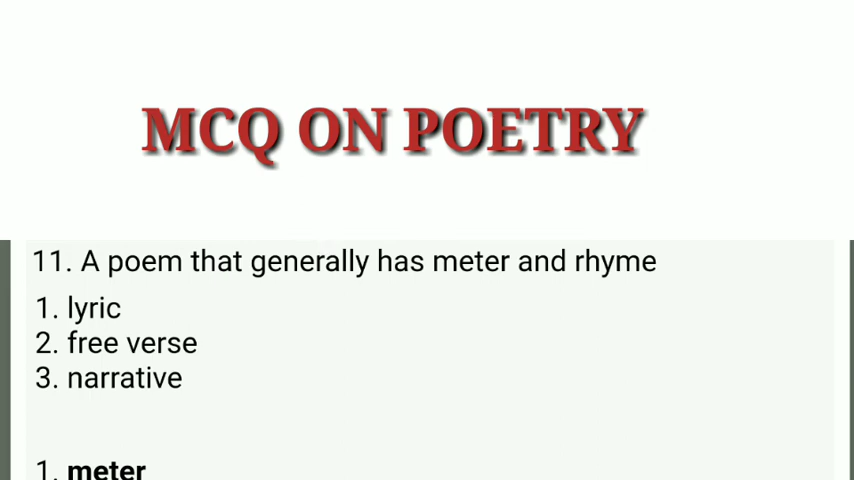 MCQ ON POETRY
11. A poem that generally has meter and rhyme
1. lyric
2. free verse
3. narrative
1. meter